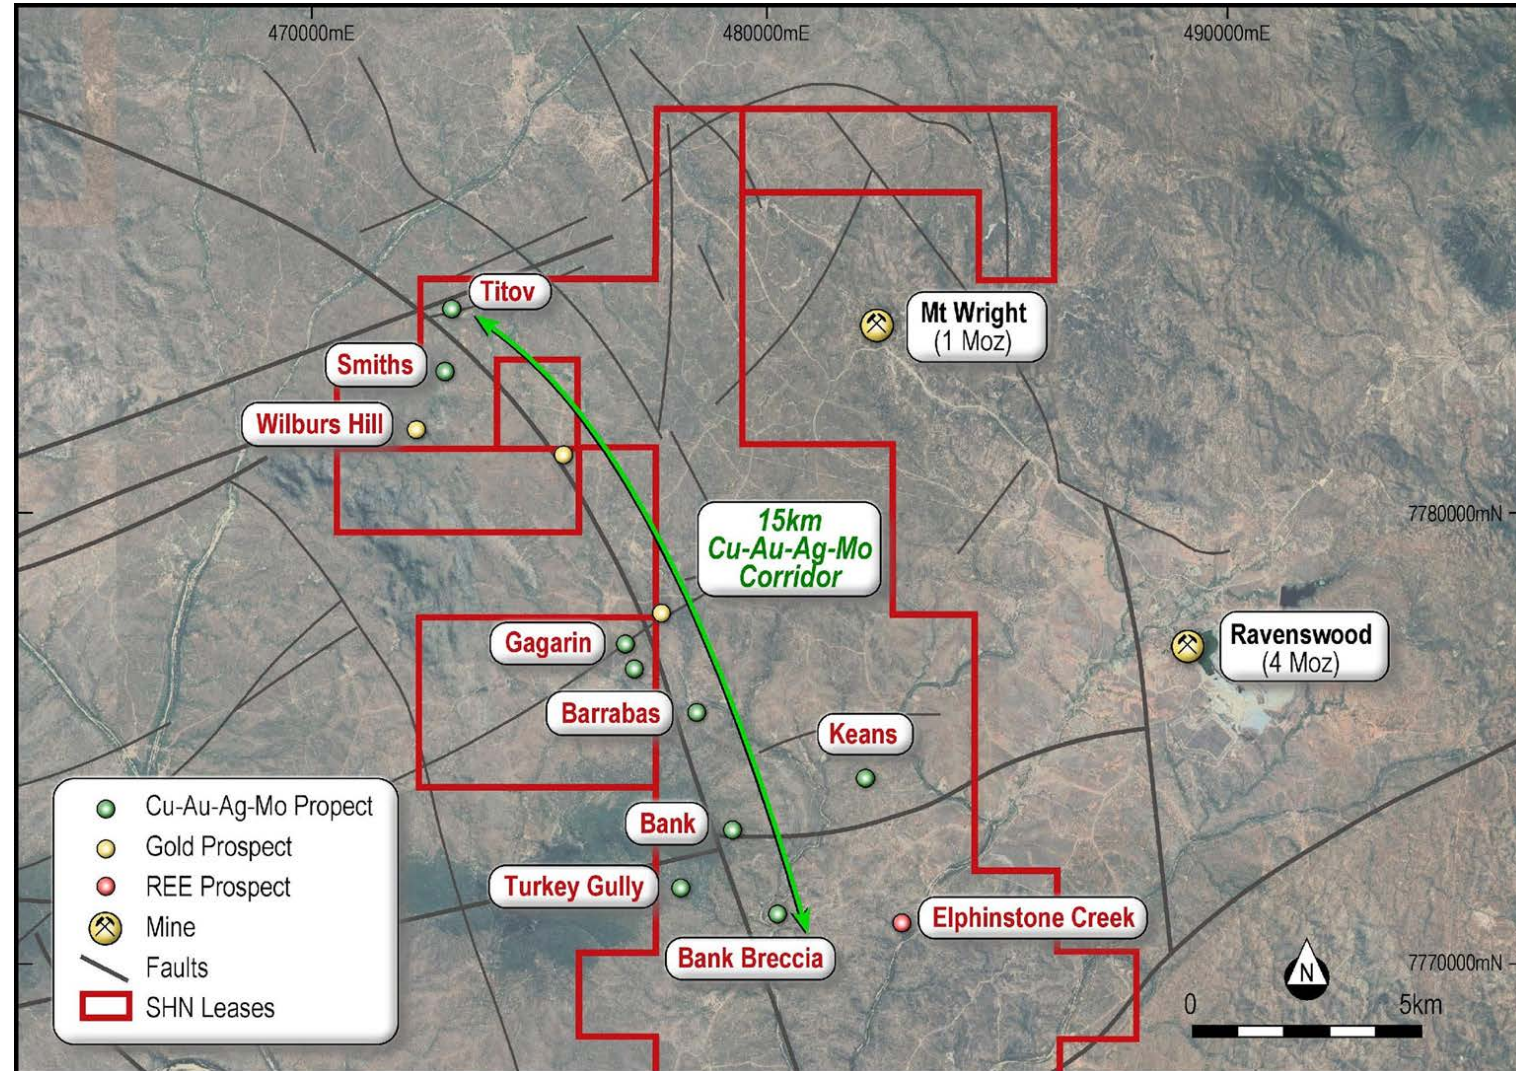 470000mE
480000mE
490000mE
Titov
Mt Wright
(1 Moz)
Smiths
Wilburs Hill
15km
Cu-Au-Ag-Mo
Corridor
7780000mN
Gagarin
Ravenswood
(4 Moz)
Barrabas
Keans
Bank
Turkey Gully
Elphinstone Creek
Bank Breccia
Cu-Au-Ag-Mo Propect
Gold Prospect
REE Prospect
Mine
Faults
SHN Leases
N
7770000mN
0
5km